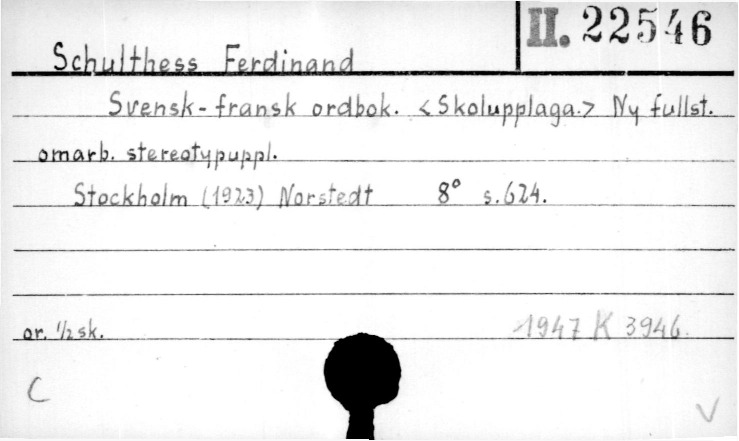 II. 22546
Schulthess Ferdinand
Svensk-fransk ordbok. <Skolupplaga.> Ny fullst.
omarb. stereotypuppl.
Stockholm (1923) Norstedt 8° s. 624.
or. 1/2 sk.
1947 K 3946.
C
V